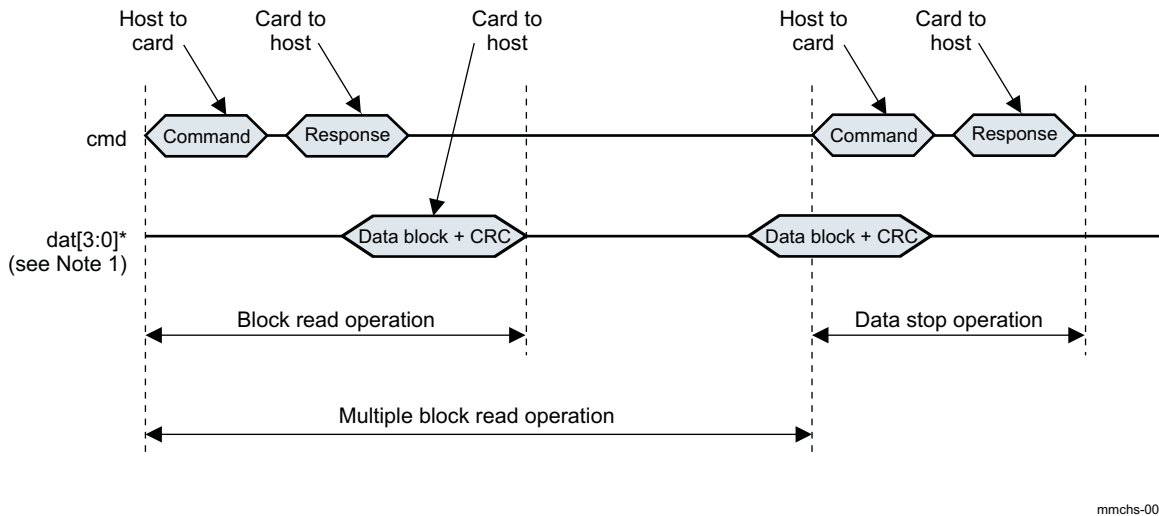 Host to
card
Card to
host
Card to
host
Host to
card
Card to
host
cmd
Command
Response
Command
Response
dat[3:0]*
(see Note 1)
Data block + CRC
Data block + CRC
Block read operation
Data stop operation
Multiple block read operation
mmchs-00